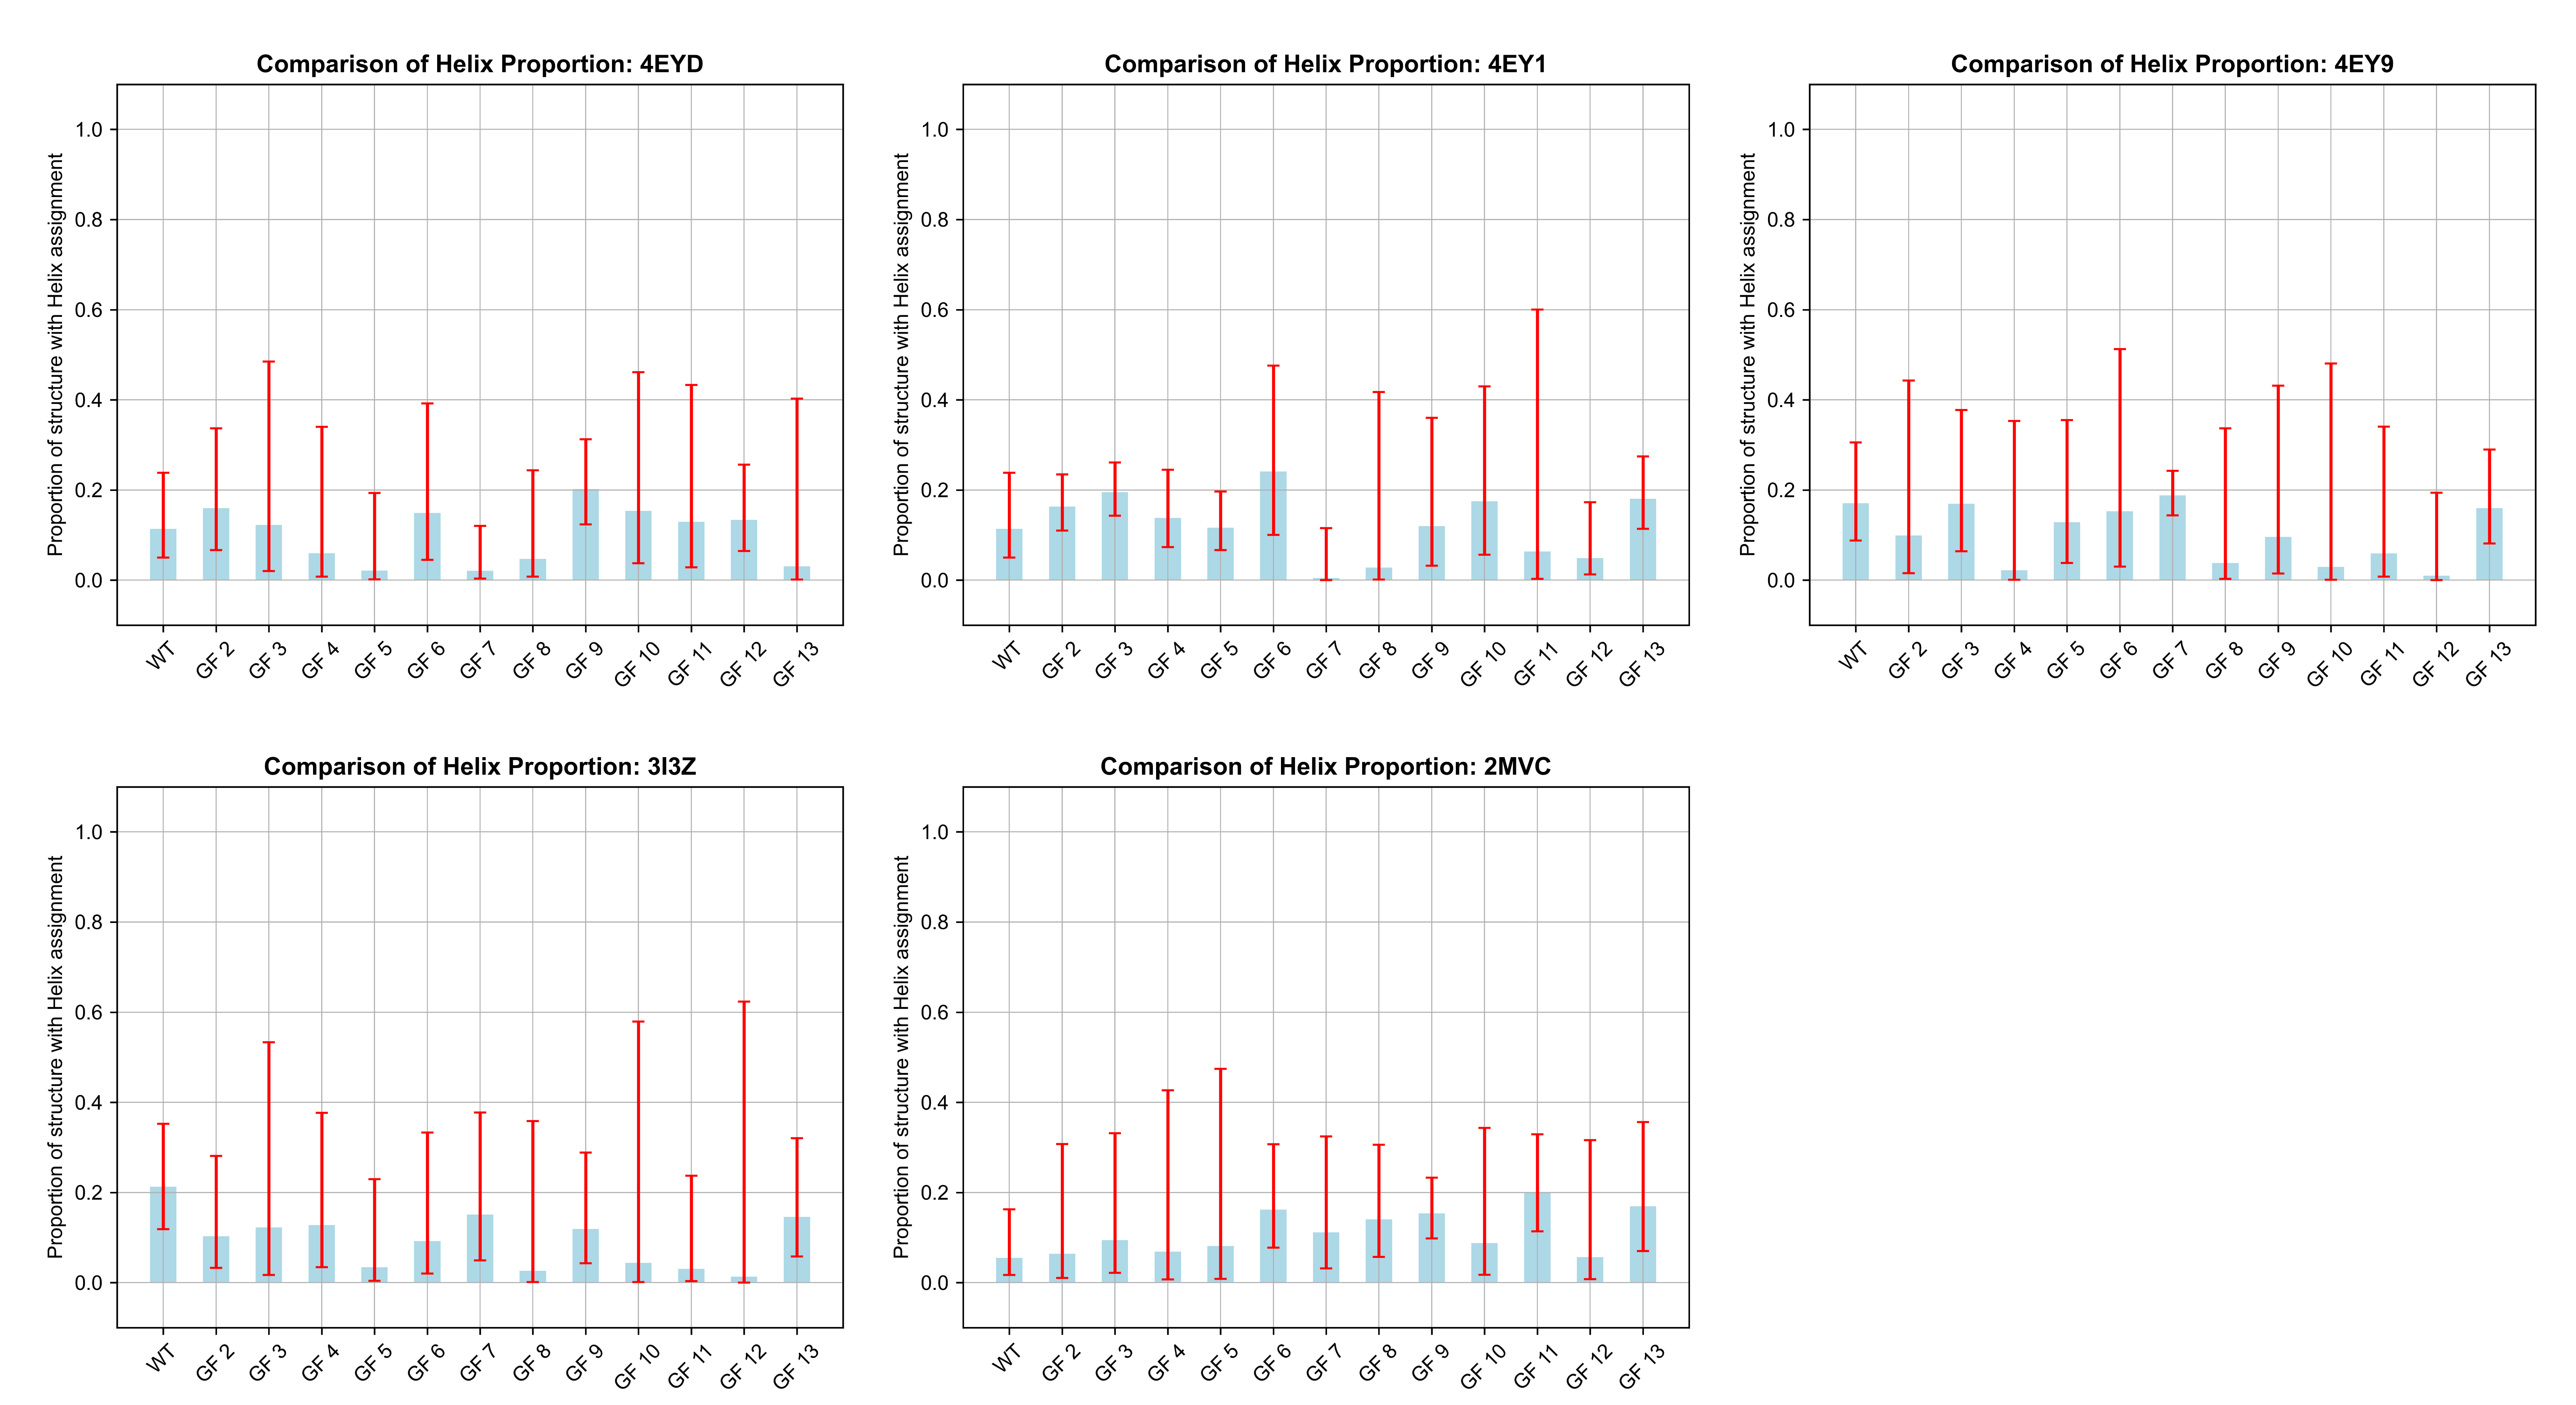 Comparison of Helix Proportion: 4EYD
Proportion of structure with Helix assignment
1.0
0.8
0.6
0.4
0.2
0.0
WT
GF 2
GF 3
GF 4
GF 5
GF 6
GF 7
GF 8
GF 9
GF 10
GF 11
GF 12
GF 13
Comparison of Helix Proportion: 4EY1
Proportion of structure with Helix assignment
1.0
0.8
0.6
0.4
0.2
0.0
WT
GF 2
GF 3
GF 4
GF 5
GF 6
GF 7
GF 8
GF 9
GF 10
GF 11
GF 12
GF 13
Comparison of Helix Proportion: 4EY9
Proportion of structure with Helix assignment
1.0
0.8
0.6
0.4
0.2
0.0
WT
GF 2
GF 3
GF 4
GF 5
GF 6
GF 7
GF 8
GF 9
GF 10
GF 11
GF 12
GF 13
Comparison of Helix Proportion: 3I3Z
Proportion of structure with Helix assignment
1.0
0.8
0.6
0.4
0.2
0.0
WT
GF 2
GF 3
GF 4
GF 5
GF 6
GF 7
GF 8
GF 9
GF 10
GF 11
GF 12
GF 13
Comparison of Helix Proportion: 2MVC
Proportion of structure with Helix assignment
1.0
0.8
0.6
0.4
0.2
0.0
WT
GF 2
GF 3
GF 4
GF 5
GF 6
GF 7
GF 8
GF 9
GF 10
GF 11
GF 12
GF 13